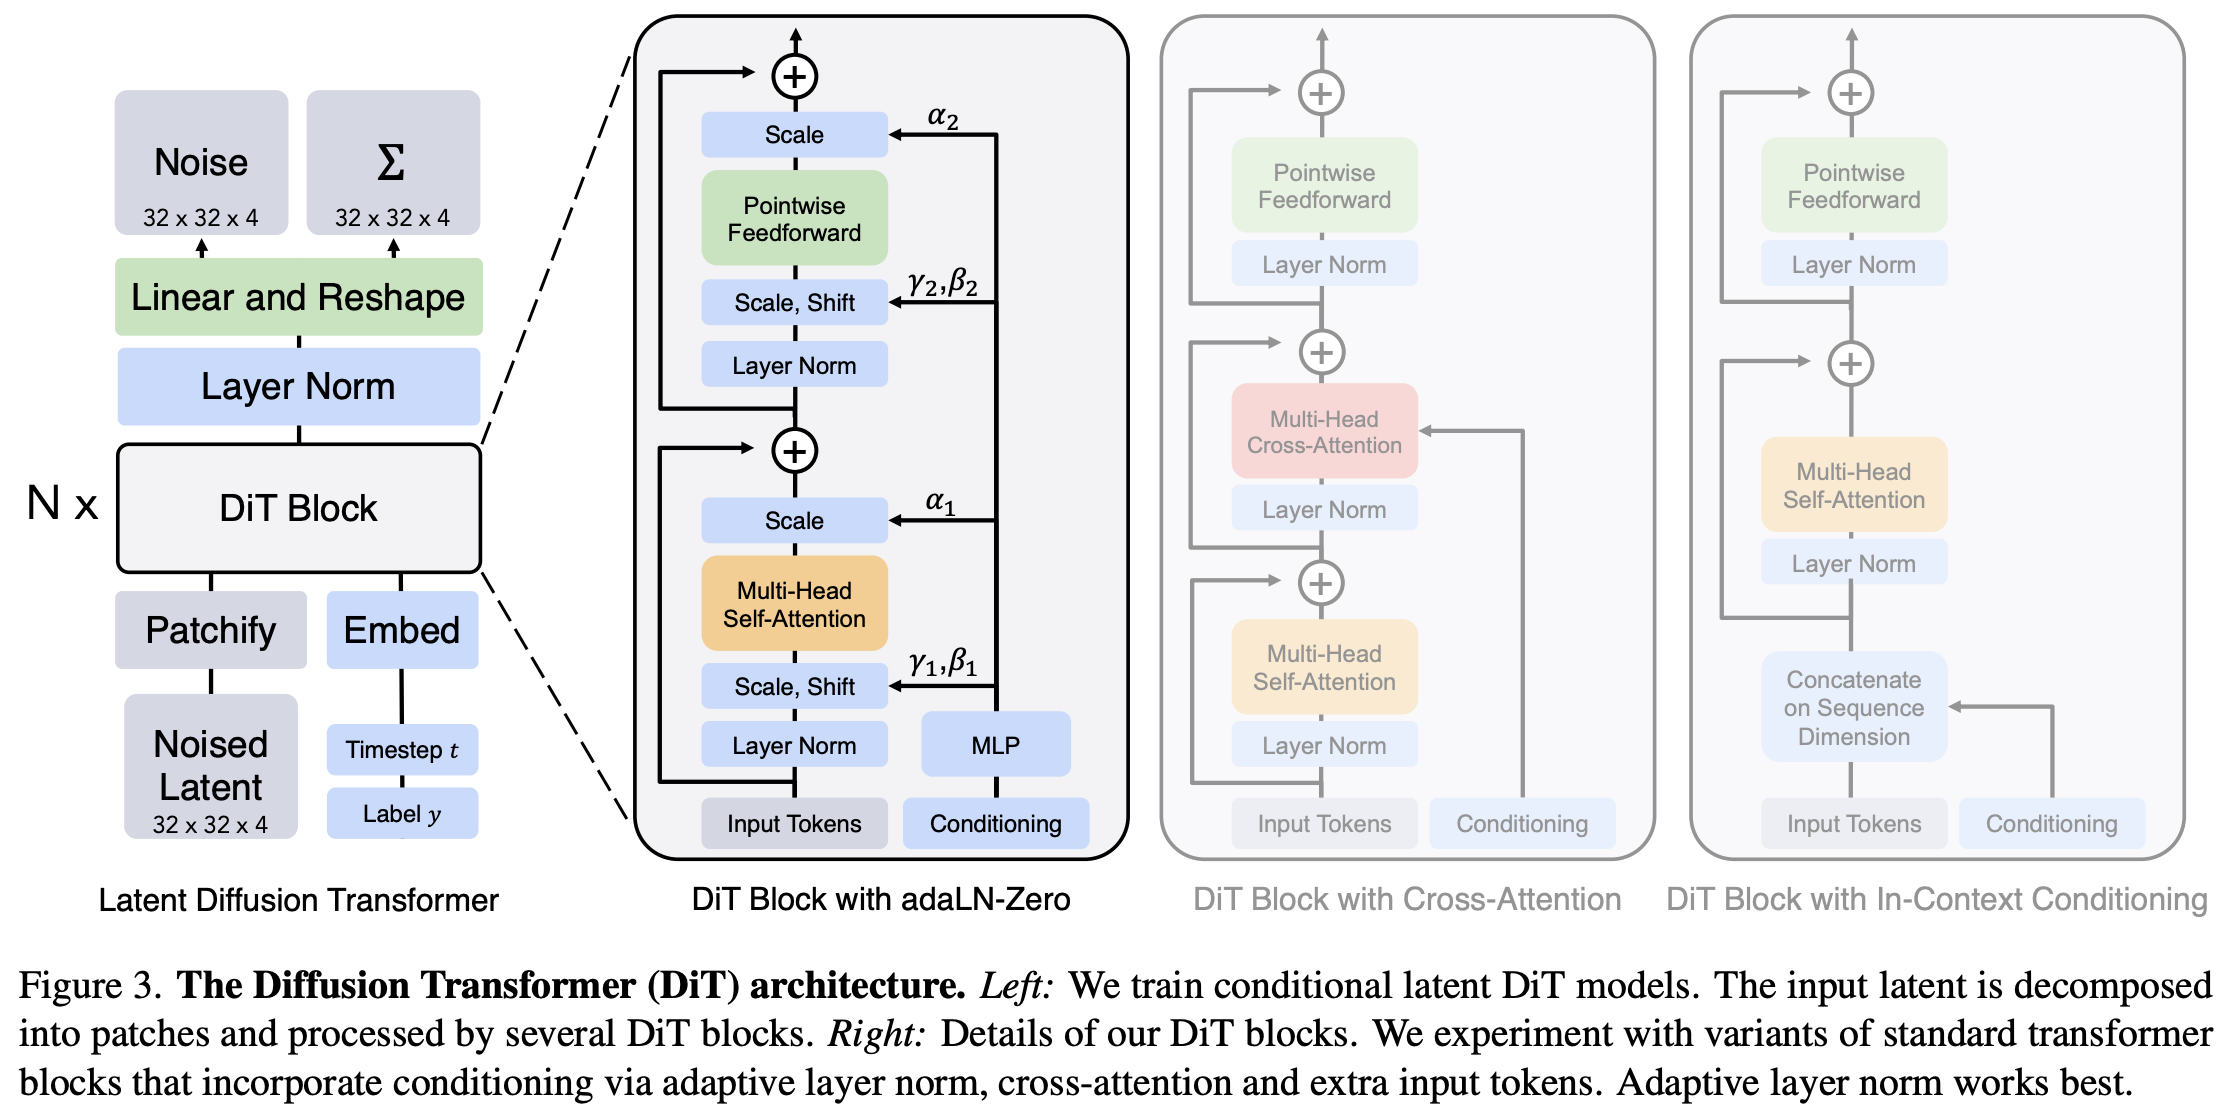 Noise
32 x 32 x 4
Σ
32 x 32 x 4
Linear and Reshape
Layer Norm
N x
DiT Block
Patchify
Embed
Noised
Latent
32 x 32 x 4
Timestep t
Label y
Latent Diffusion Transformer
+
Scale
α₂
Pointwise
Feedforward
γ₂,β₂
Scale, Shift
Layer Norm
+
Scale
α₁
Multi-Head
Self-Attention
γ₁,β₁
Scale, Shift
Layer Norm
MLP
Input Tokens
Conditioning
DiT Block with adaLN-Zero
+
Pointwise
Feedforward
Layer Norm
+
Multi-Head
Cross-Attention
Layer Norm
+
Multi-Head
Self-Attention
Layer Norm
Input Tokens
Conditioning
DiT Block with Cross-Attention
+
Pointwise
Feedforward
Layer Norm
+
Multi-Head
Self-Attention
Layer Norm
Concatenate
on Sequence
Dimension
Input Tokens
Conditioning
DiT Block with In-Context Conditioning
Figure 3. The Diffusion Transformer (DiT) architecture. Left: We train conditional latent DiT models. The input latent is decomposed
into patches and processed by several DiT blocks. Right: Details of our DiT blocks. We experiment with variants of standard transformer
blocks that incorporate conditioning via adaptive layer norm, cross-attention and extra input tokens. Adaptive layer norm works best.